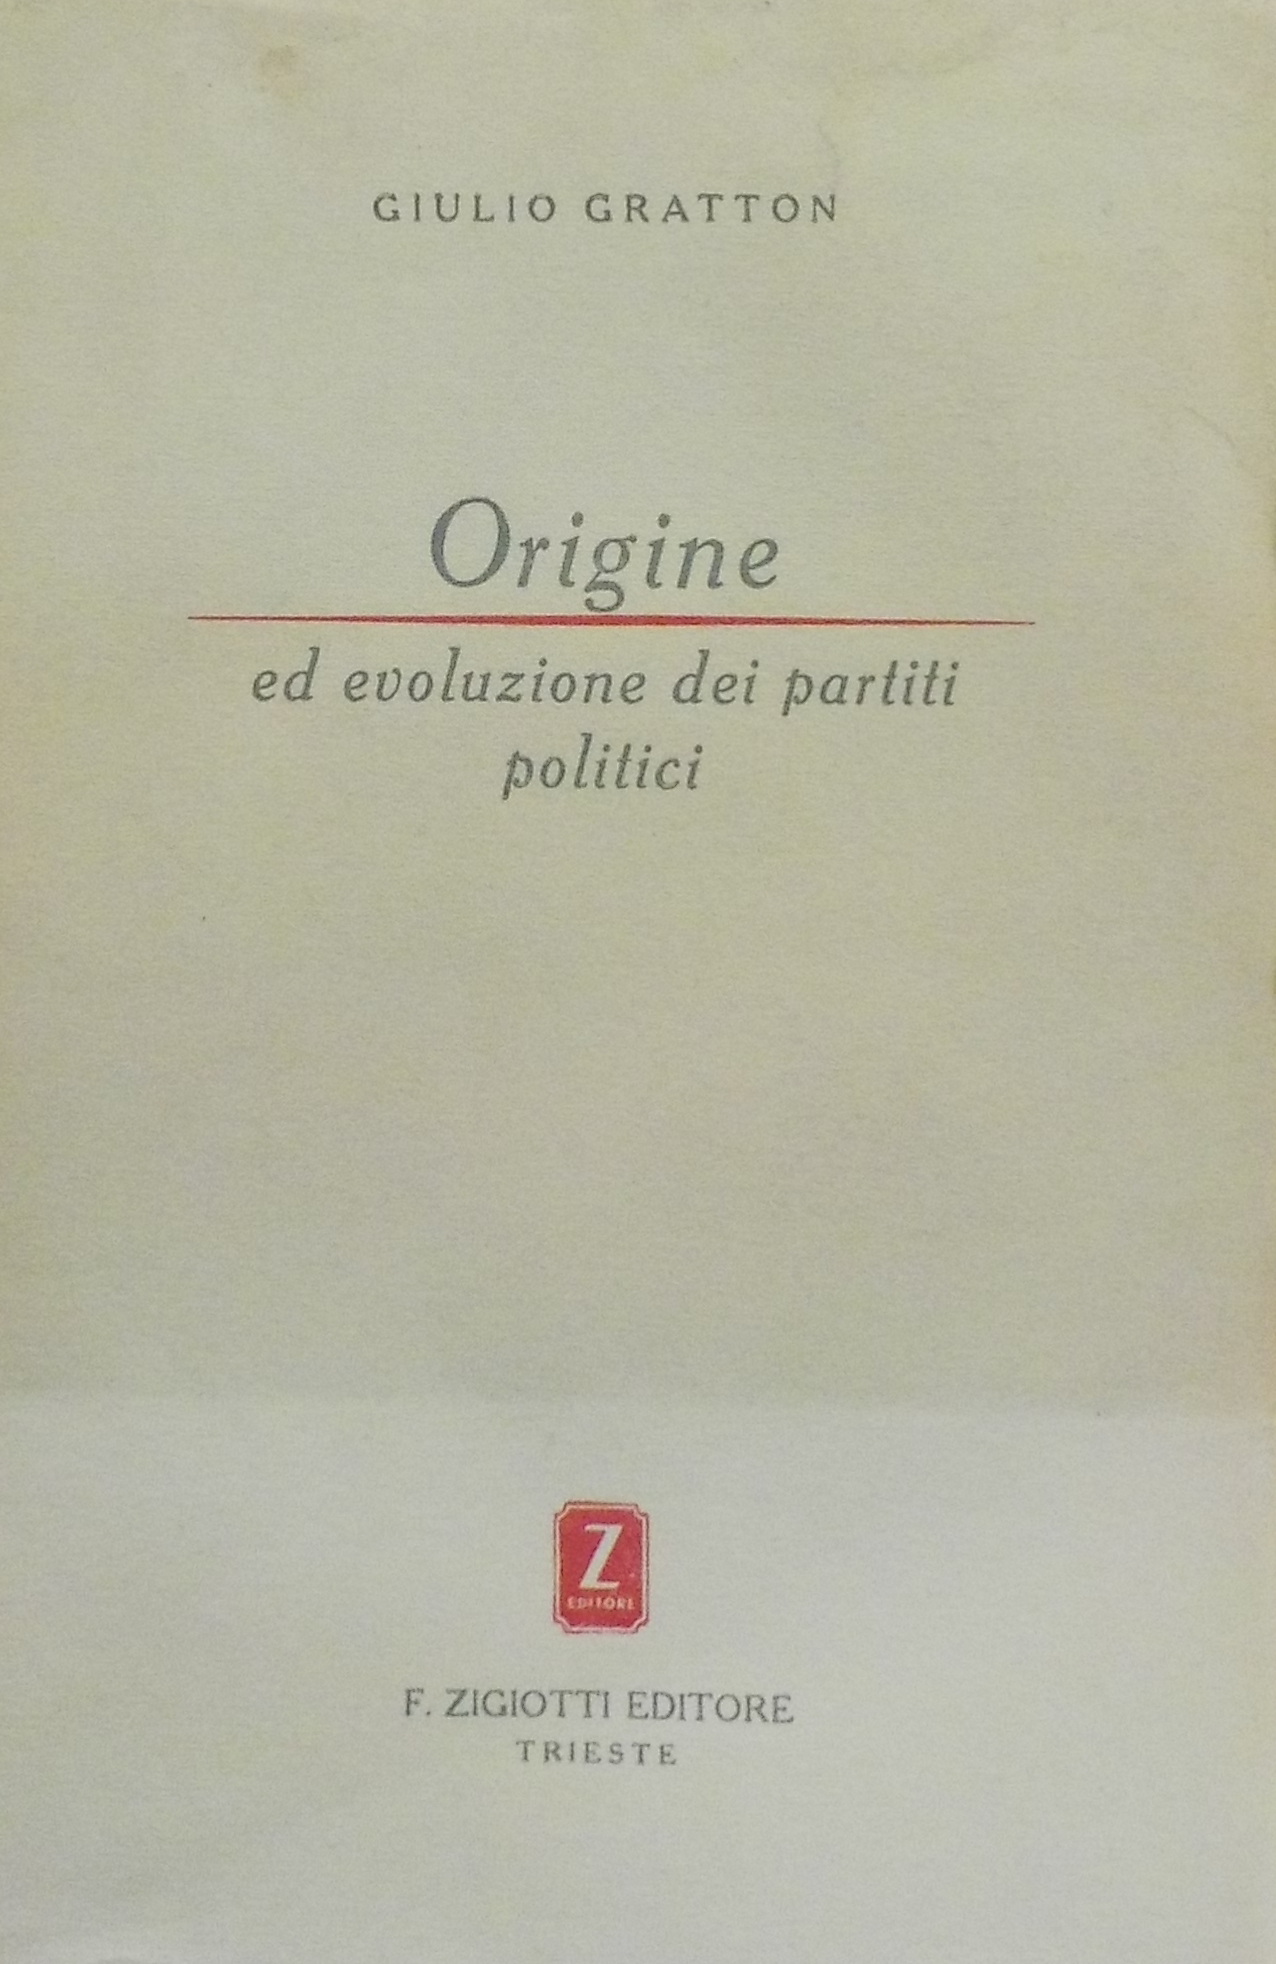 GIULIO GRATTON
Origine
ed evoluzione dei partiti
politici
Z
EDITORE
F. ZIGIOTTI EDITORE
TRIESTE